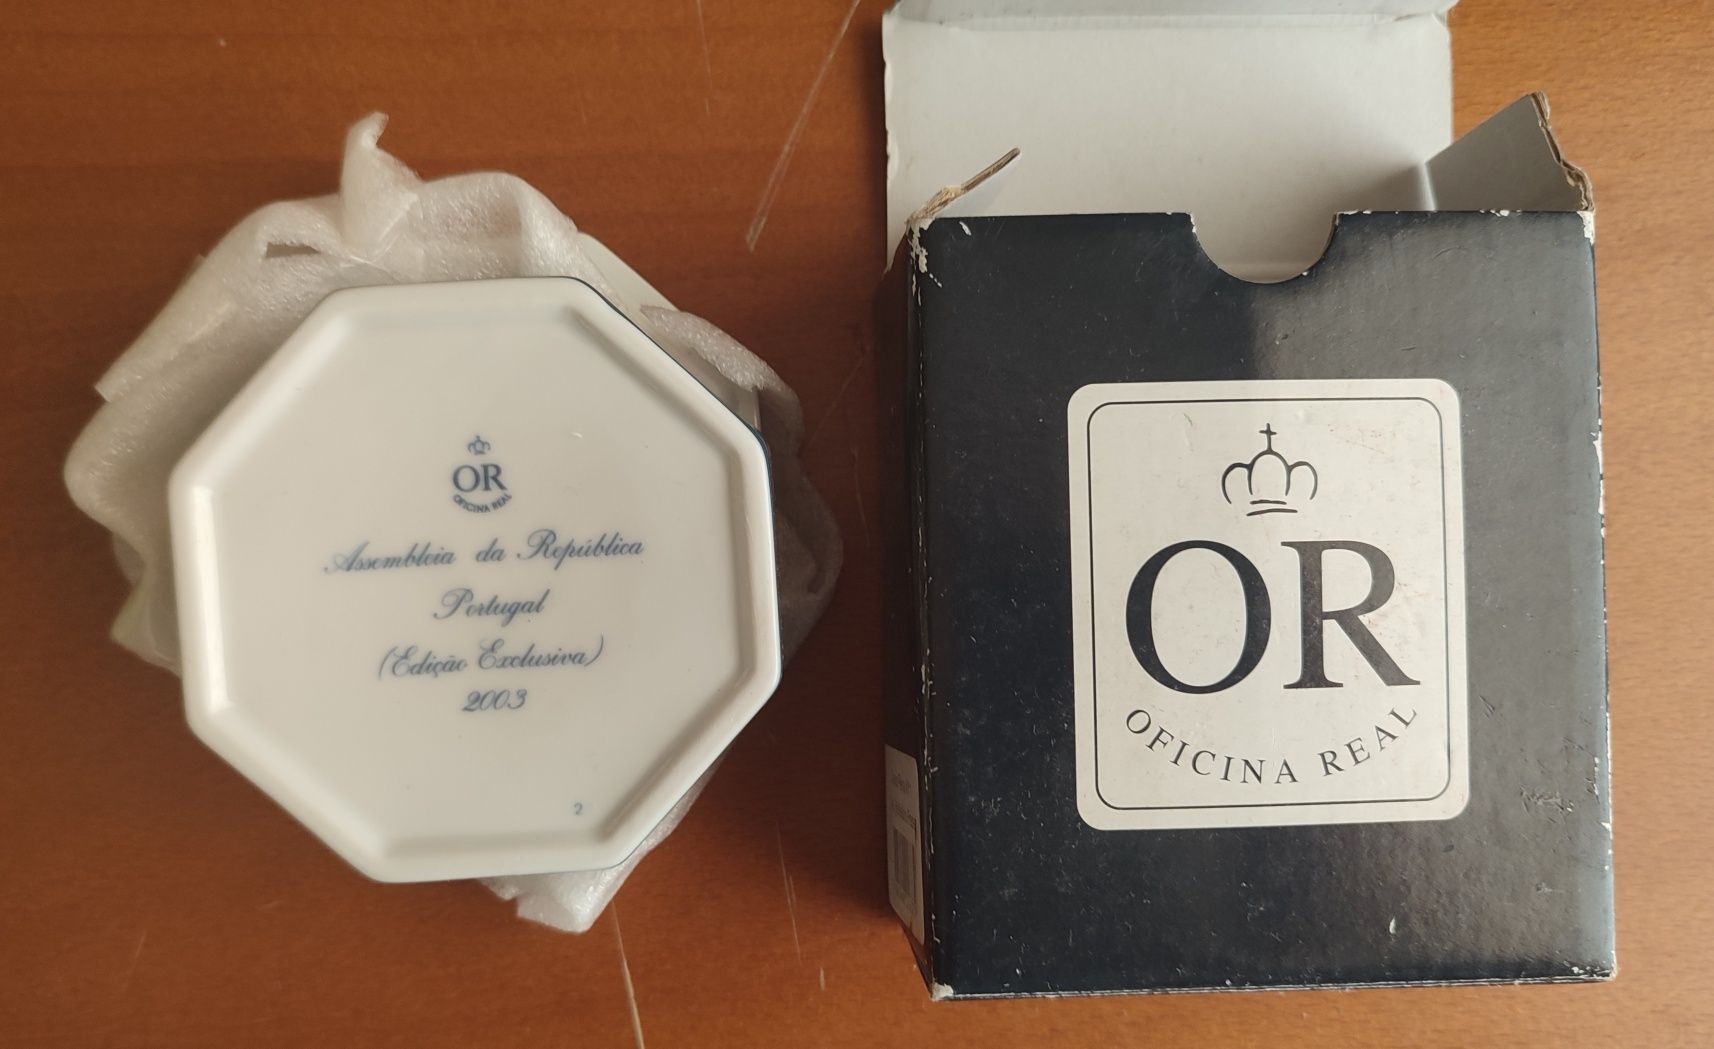 OR
OFICINA REAL
Assembleia da República
Portugal
(Edição Exclusiva)
2003
2
OR
OFICINA REAL